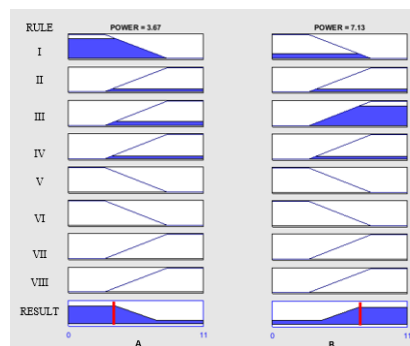 RULE POWER = 3.67 POWER = 7.13
I
II
III
IV
V
VI
VII
VIII
RESULT
0 11 0 11
A B